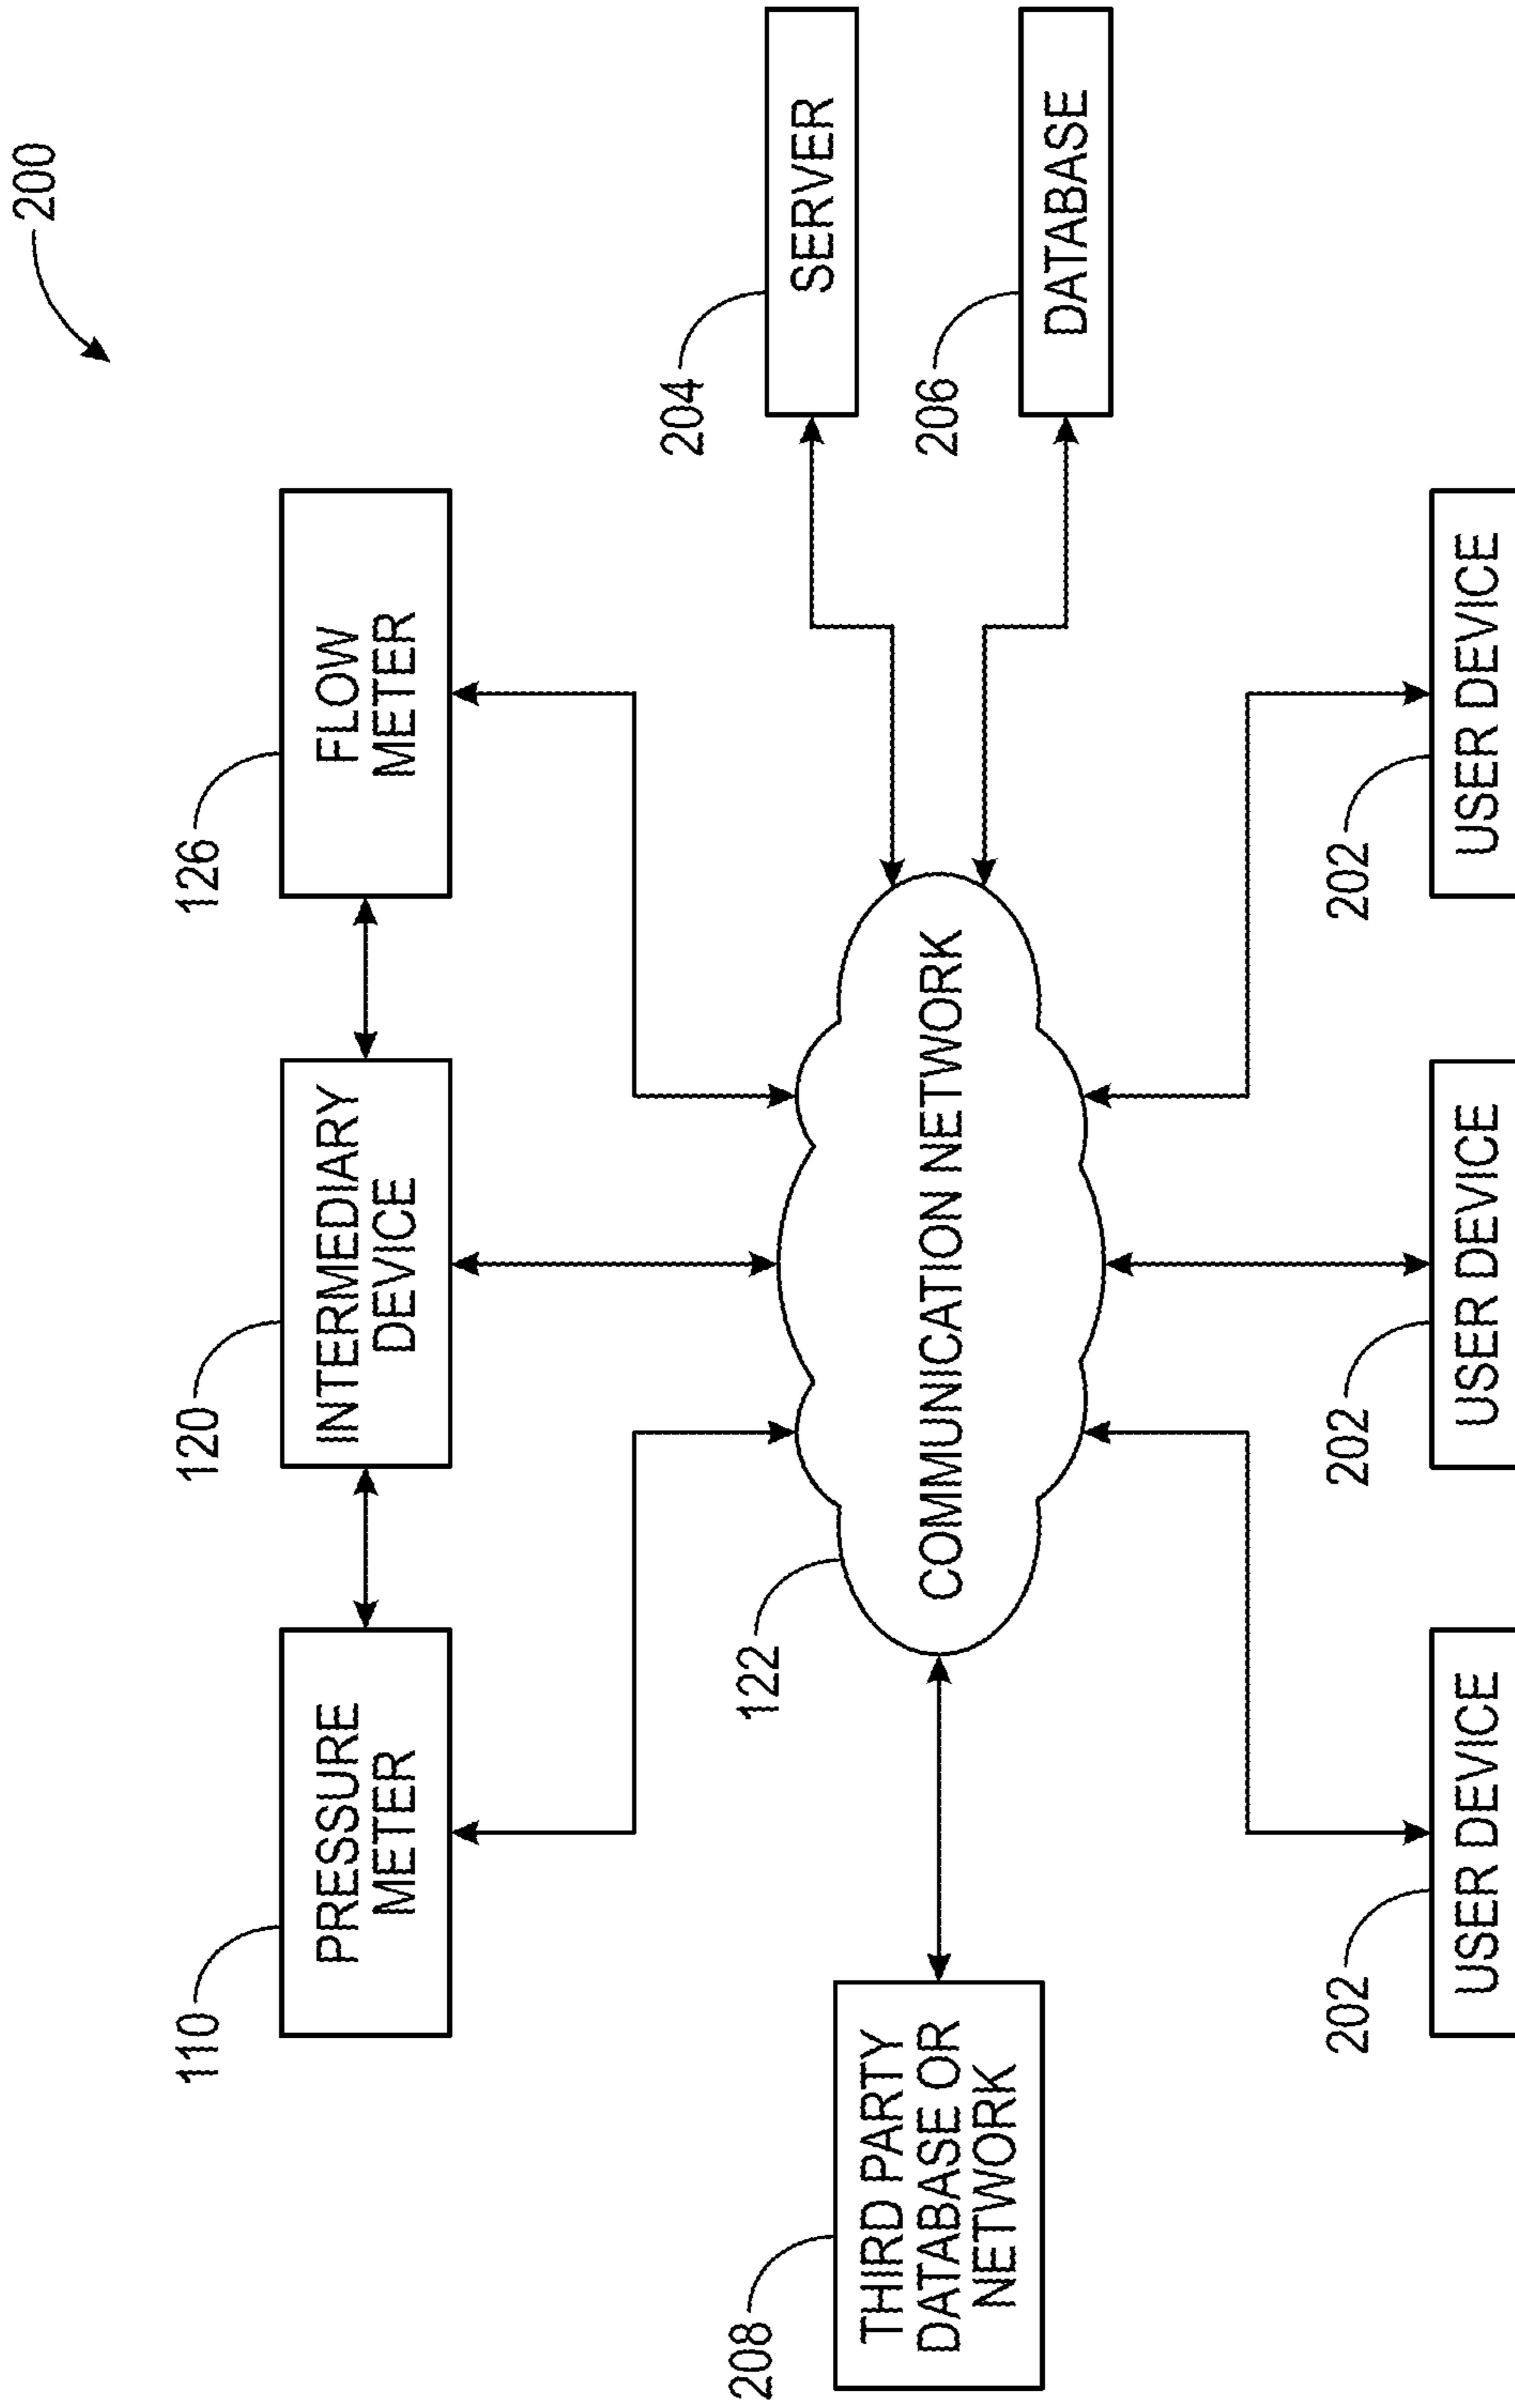 200
110
120
126
PRESSURE
METER
INTERMEDIARY
DEVICE
FLOW
METER
204
SERVER
122
208
THIRD PARTY
DATABASE OR
NETWORK
COMMUNICATION NETWORK
206
DATABASE
202
202
202
USER DEVICE
USER DEVICE
USER DEVICE